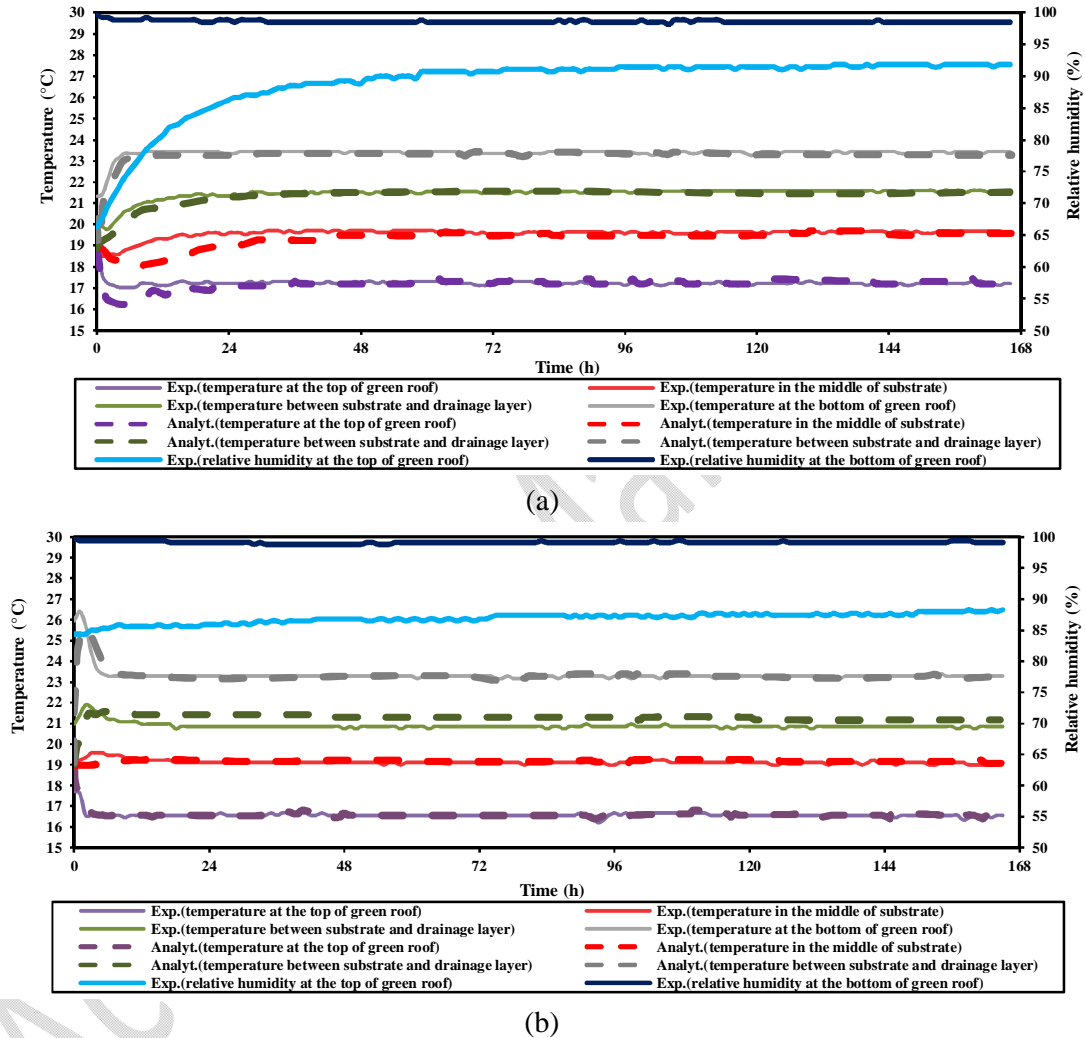 30
29
28
27
26
25
24
23
22
21
20
19
18
17
16
15
Temperature (°C)
100
95
90
85
80
75
70
65
60
55
50
Relative humidity (%)
0 24 48 72 96 120 144 168
Time (h)
Exp.(temperature at the top of green roof) Exp.(temperature in the middle of substrate)
Exp.(temperature between substrate and drainage layer) Exp.(temperature at the bottom of green roof)
Analyt.(temperature at the top of green roof) Analyt.(temperature in the middle of substrate)
Analyt.(temperature between substrate and drainage layer) Analyt.(temperature between substrate and drainage layer)
Exp.(relative humidity at the top of green roof) Exp.(relative humidity at the bottom of green roof)
(a)
30
29
28
27
26
25
24
23
22
21
20
19
18
17
16
15
Temperature (°C)
100
95
90
85
80
75
70
65
60
55
50
Relative humidity (%)
0 24 48 72 96 120 144 168
Time (h)
Exp.(temperature at the top of green roof) Exp.(temperature in the middle of substrate)
Exp.(temperature between substrate and drainage layer) Exp.(temperature at the bottom of green roof)
Analyt.(temperature at the top of green roof) Analyt.(temperature in the middle of substrate)
Analyt.(temperature between substrate and drainage layer) Analyt.(temperature between substrate and drainage layer)
Exp.(relative humidity at the top of green roof) Exp.(relative humidity at the bottom of green roof)
(b)